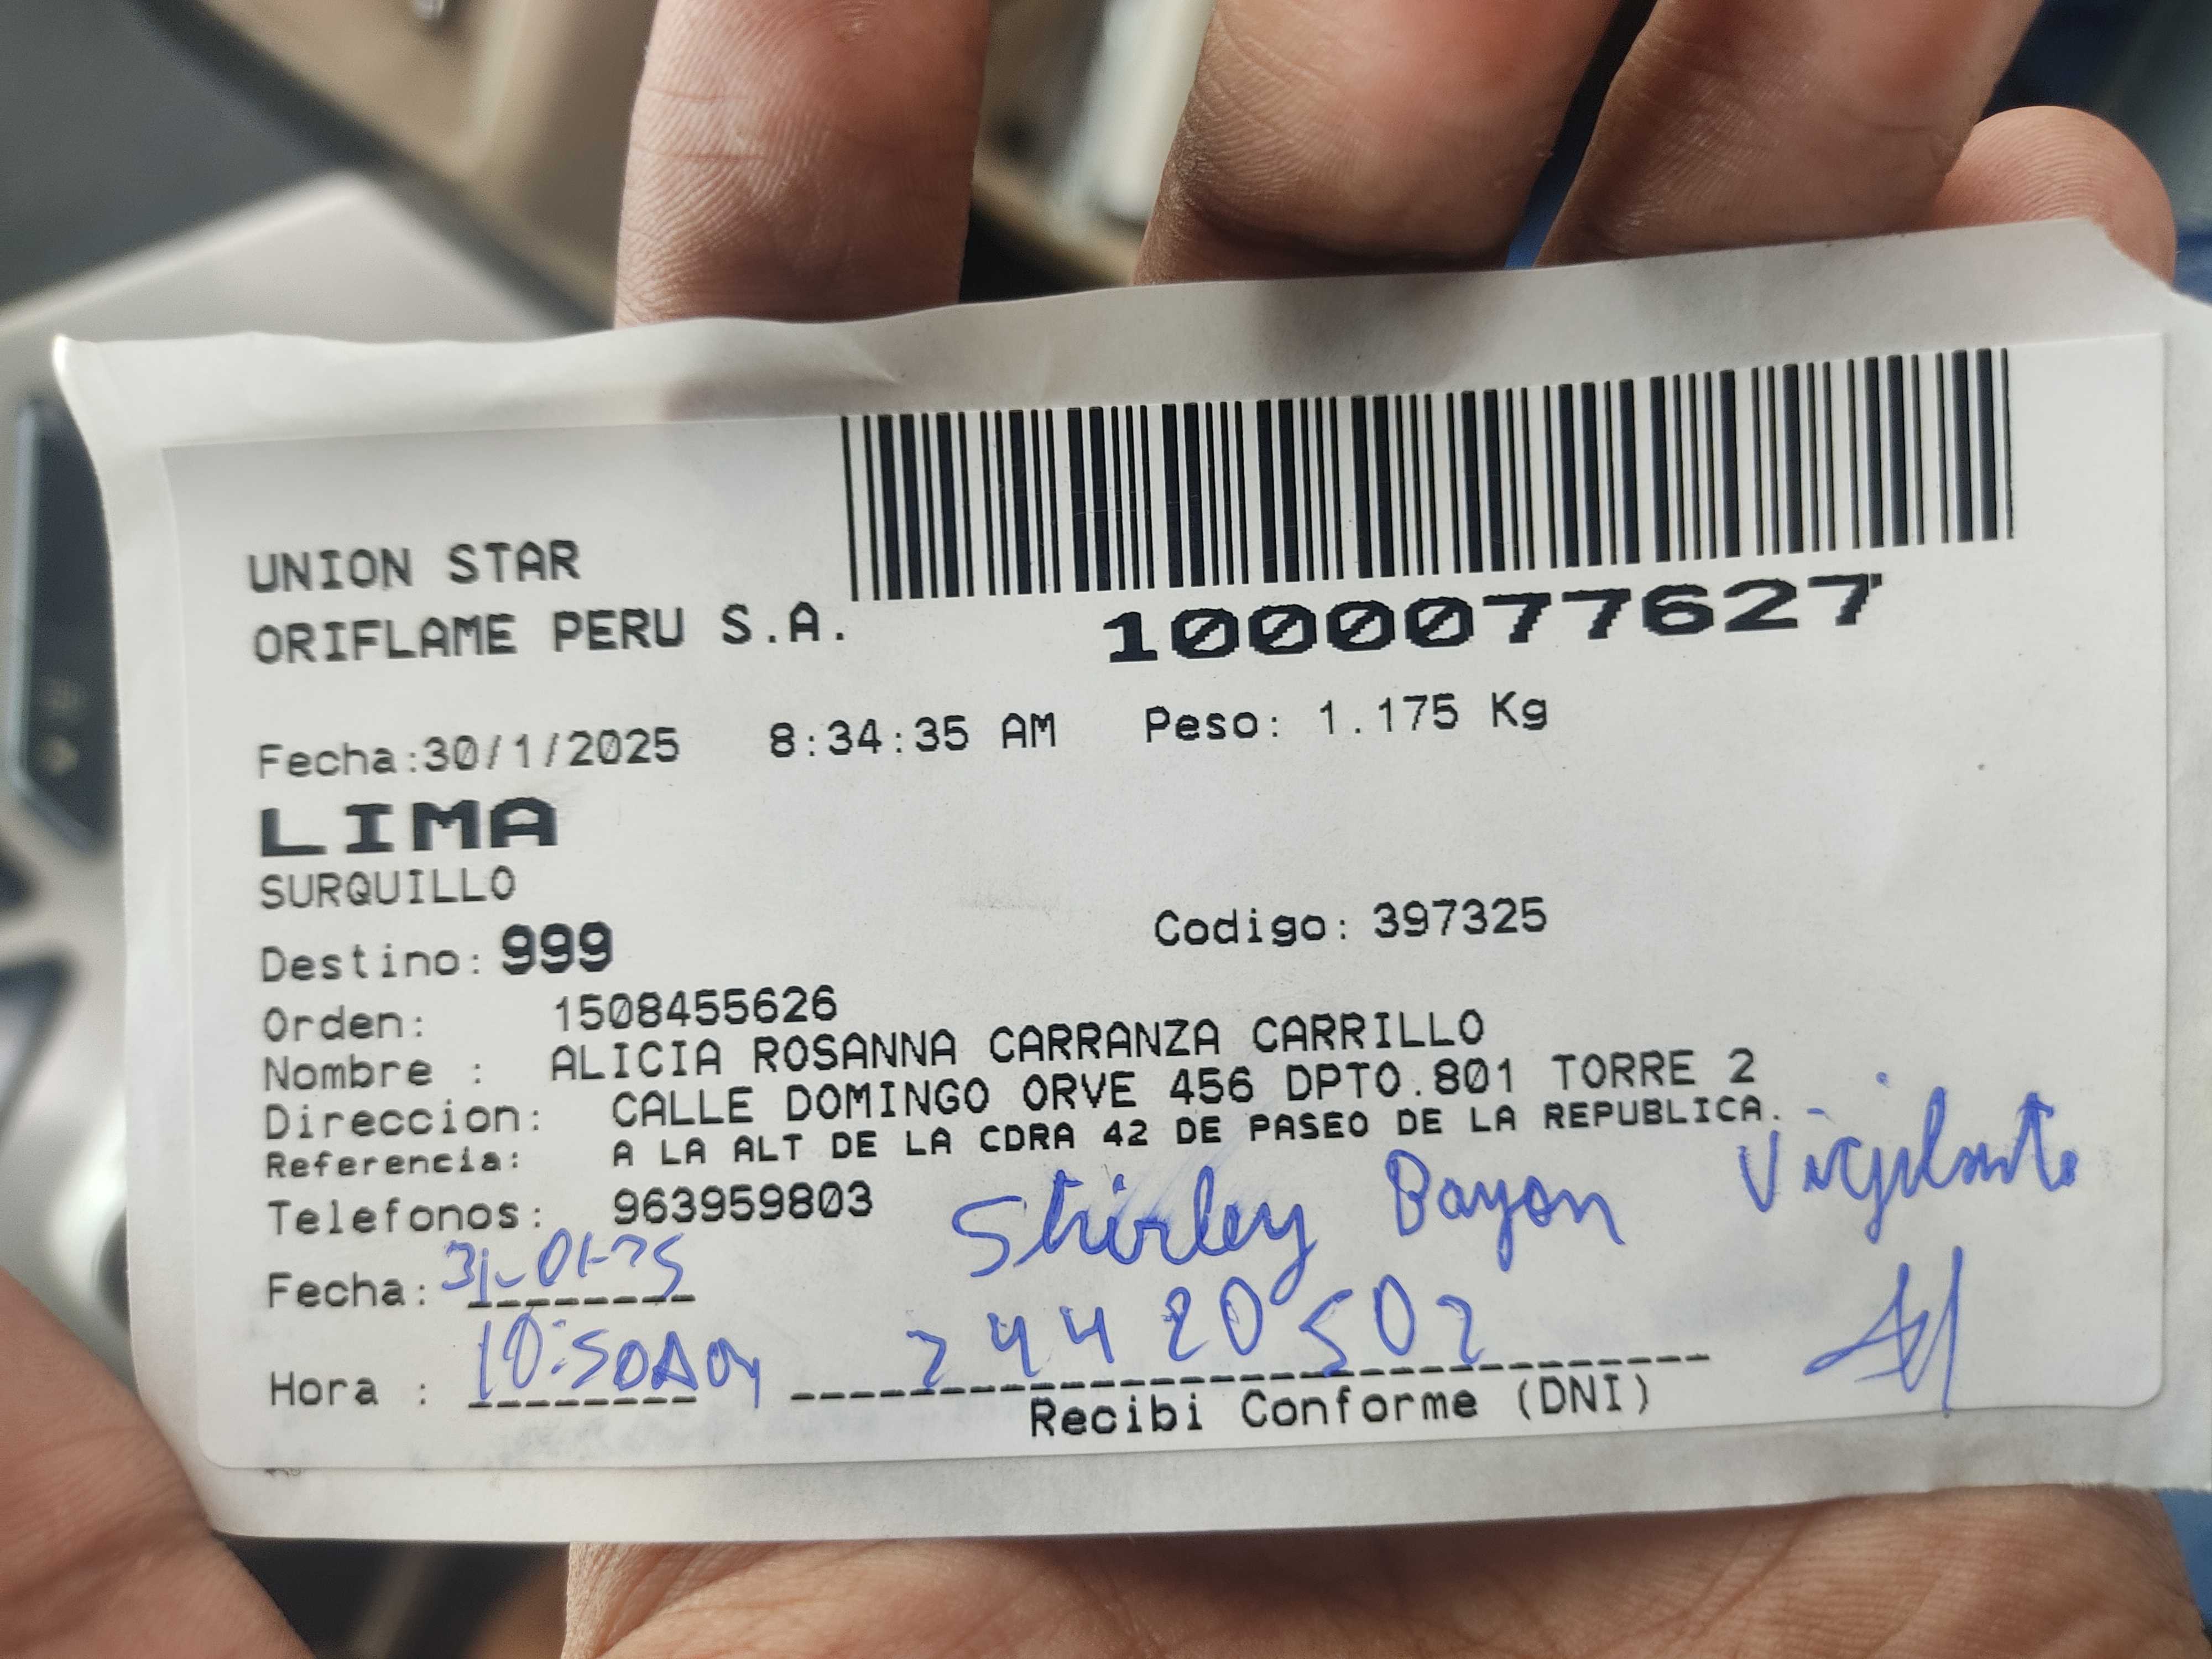 UNION STAR
ORIFLAME PERU S.A.
1000077627
Fecha:30/1/2025 8:34:35 AM Peso: 1.175 Kg
LIMA
SURQUILLO
Destino: 999 Codigo: 397325
Orden: 1508455626
Nombre : ALICIA ROSANNA CARRANZA CARRILLO
Direccion: CALLE DOMINGO ORVE 456 DPTO.801 TORRE 2
Referencia: A LA ALT DE LA CDRA 42 DE PASEO DE LA REPUBLICA.
Telefonos: 963959803
Shirley Bayon Vigilante
Fecha: 31-01-25
Hora : 10:50AM
Recibi Conforme (DNI)